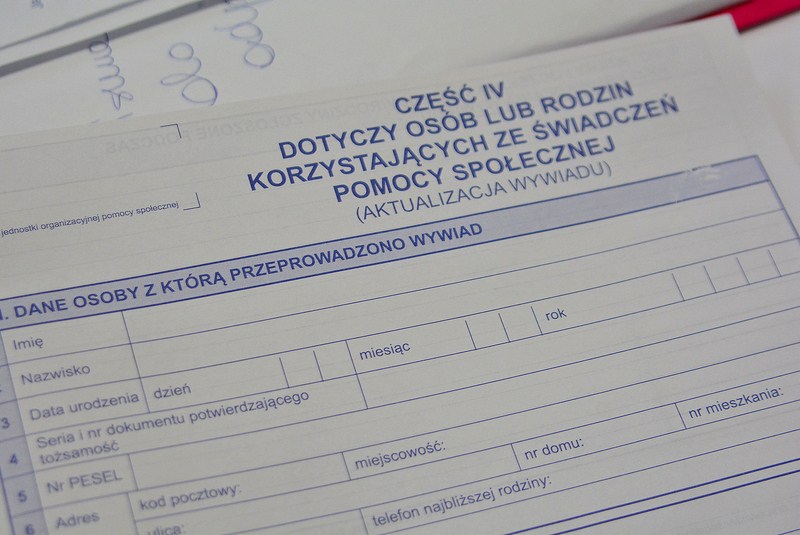 CZĘŚĆ IV
DOTYCZY OSÓB LUB RODZIN
KORZYSTAJĄCYCH ZE ŚWIADCZEŃ
POMOCY SPOŁECZNEJ
(AKTUALIZACJA WYWIADU)
jednostki organizacyjnej pomocy społecznej
I. DANE OSOBY Z KTÓRĄ PRZEPROWADZONO WYWIAD
Imię
Nazwisko
3 Data urodzenia dzień miesiąc rok
4 Seria i nr dokumentu potwierdzającego
tożsamość
5 Nr PESEL
6 Adres kod pocztowy: miejscowość: nr domu: nr mieszkania:
ulica: telefon najbliższej rodziny: